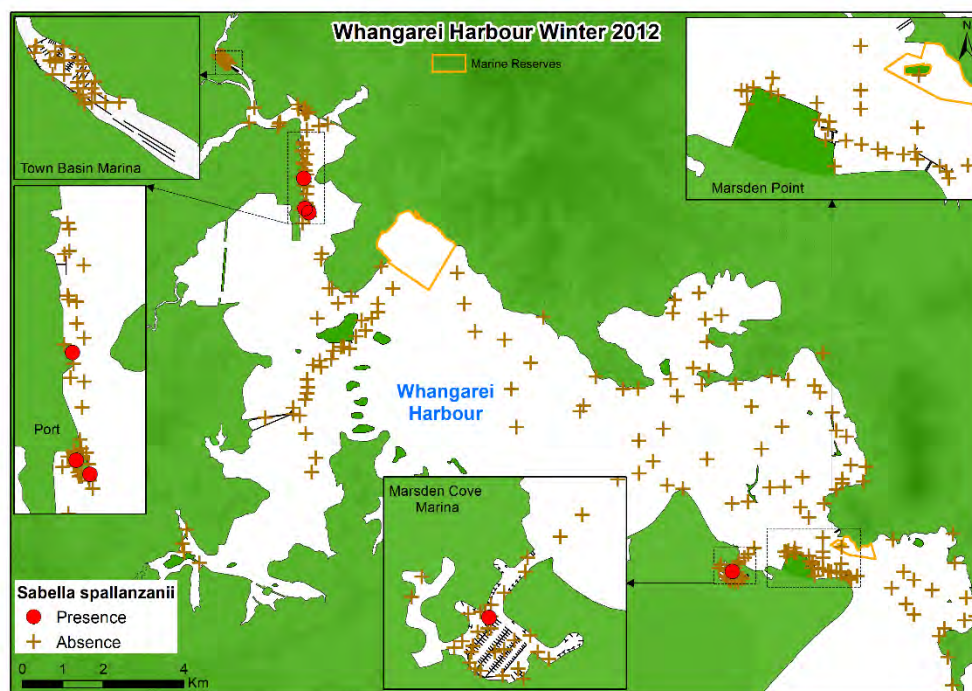 Whangarei Harbour Winter 2012
Marine Reserves
N
Town Basin Marina
Marsden Point
Port
Whangarei
Harbour
Marsden Cove
Marina
Sabella spallanzanii
Presence
Absence
0 1 2 4
Km